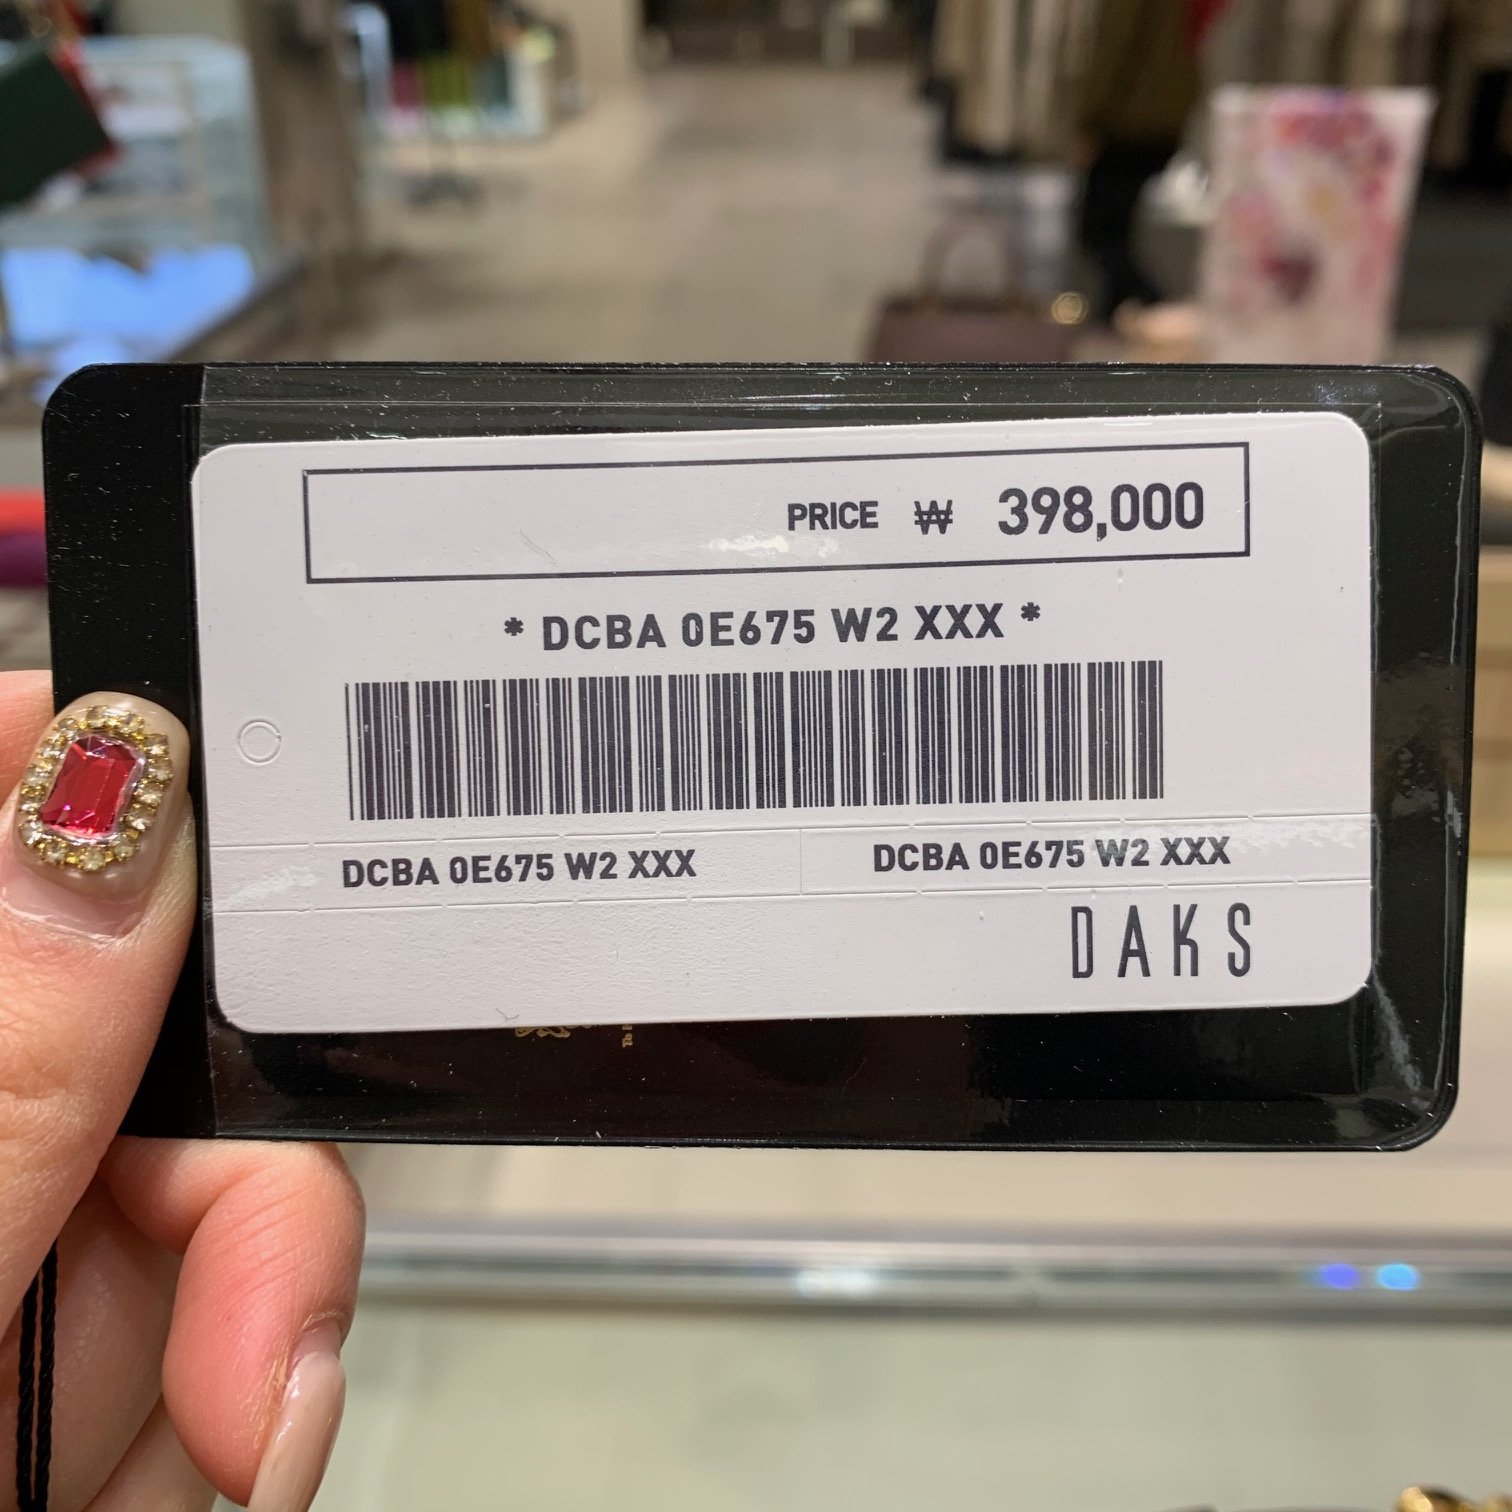 PRICE ₩ 398,000
* DCBA 0E675 W2 XXX *
DCBA 0E675 W2 XXX DCBA 0E675 W2 XXX
DAKS